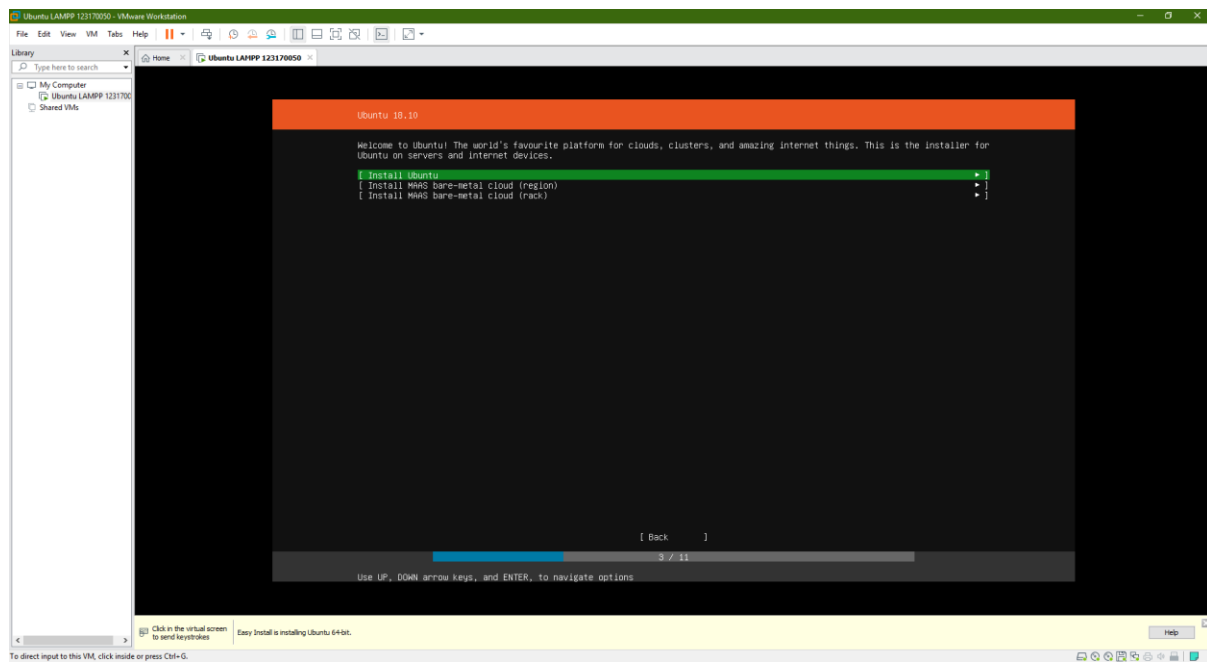 Ubuntu LAMPP 123170050 - VMware Workstation
File Edit View VM Tabs Help
Library
Home
Ubuntu LAMPP 123170050
Type here to search
My Computer
Ubuntu LAMPP 1231700
Shared VMs
Ubuntu 18.10
Welcome to Ubuntu! The world's favourite platform for clouds, clusters, and amazing internet things. This is the installer for
Ubuntu on servers and internet devices.
[ Install Ubuntu ▸ ]
[ Install MAAS bare-metal cloud (region) ▸ ]
[ Install MAAS bare-metal cloud (rack) ▸ ]
[ Back ]
3 / 11
Use UP, DOWN arrow keys, and ENTER, to navigate options
Click in the virtual screen
to send keystrokes
Easy Install is installing Ubuntu 64-bit.
Help
To direct input to this VM, click inside or press Ctrl+G.